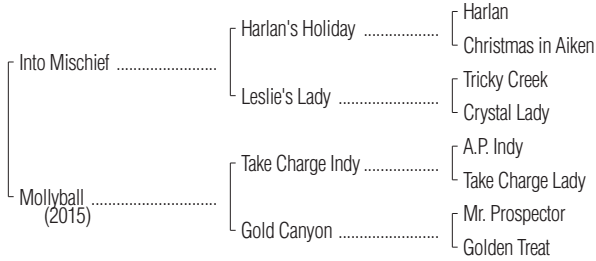 Harlan
Harlan's Holiday ..................
Christmas in Aiken
Into Mischief ........................
Tricky Creek
Leslie's Lady ........................
Crystal Lady
A.P. Indy
Take Charge Indy ..................
Take Charge Lady
Mollyball .............................
(2015)
Mr. Prospector
Gold Canyon ........................
Golden Treat